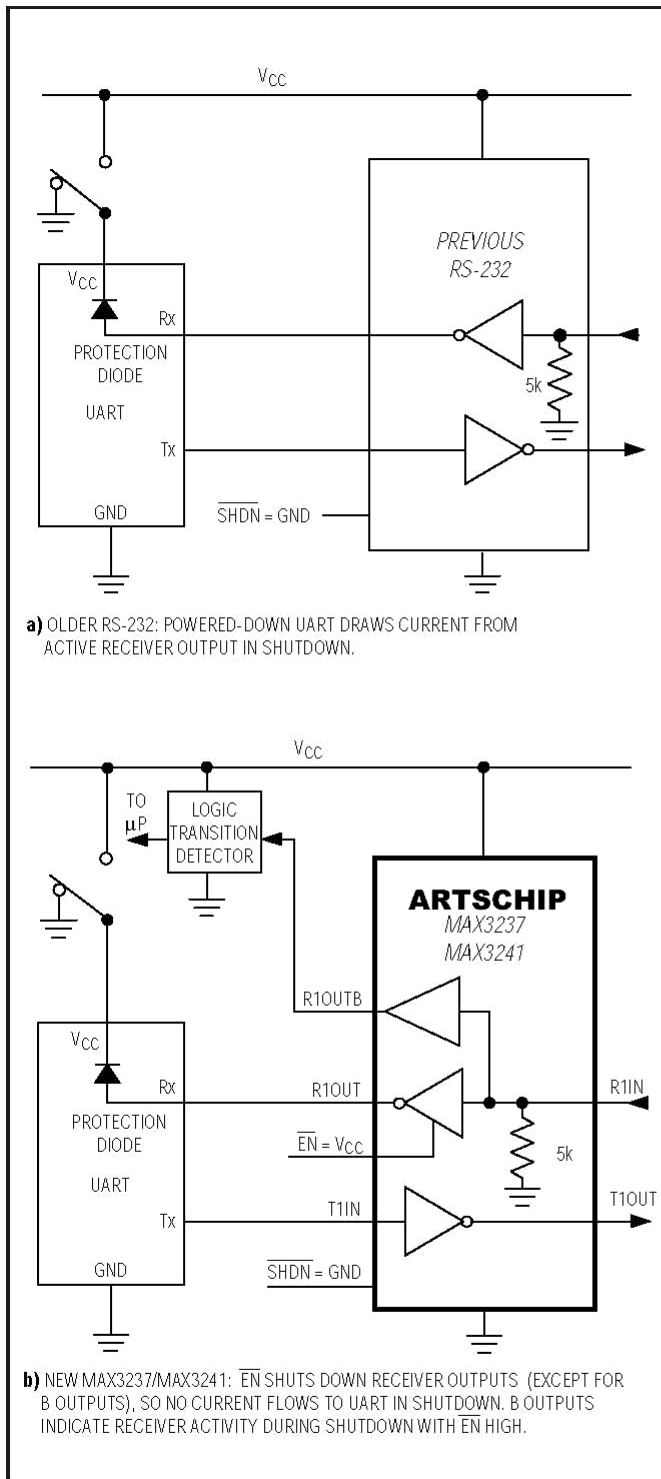 VCC
PREVIOUS
RS-232
VCC
Rx
PROTECTION
DIODE
5k
UART
Tx
GND
SHDN = GND
a) OLDER RS-232: POWERED-DOWN UART DRAWS CURRENT FROM
ACTIVE RECEIVER OUTPUT IN SHUTDOWN.
VCC
TO
μP
LOGIC
TRANSITION
DETECTOR
ARTSCHIP
MAX3237
MAX3241
R1OUTB
VCC
Rx
R1OUT
R1IN
PROTECTION
DIODE
EN = VCC
5k
UART
T1IN
T1OUT
Tx
GND
SHDN = GND
b) NEW MAX3237/MAX3241: EN SHUTS DOWN RECEIVER OUTPUTS (EXCEPT FOR
B OUTPUTS), SO NO CURRENT FLOWS TO UART IN SHUTDOWN. B OUTPUTS
INDICATE RECEIVER ACTIVITY DURING SHUTDOWN WITH EN HIGH.